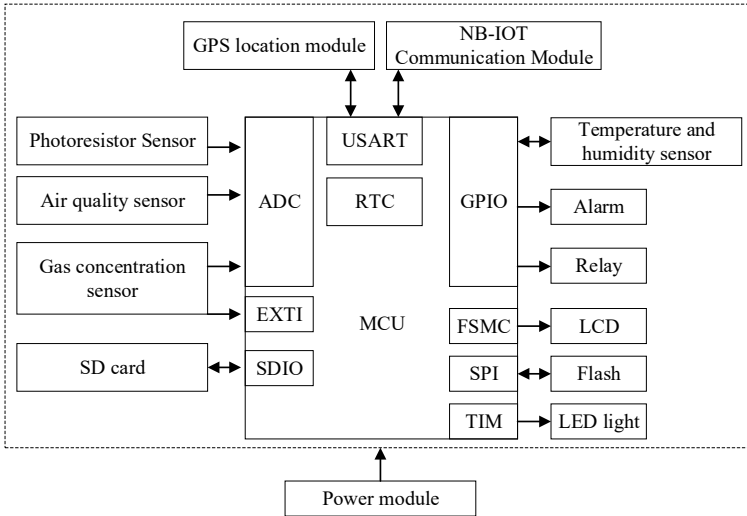 GPS location module
NB-IOT
Communication Module
Photoresistor Sensor
USART
Temperature and
humidity sensor
Air quality sensor
ADC
RTC
GPIO
Alarm
Gas concentration
sensor
Relay
EXTI
MCU
FSMC
LCD
SD card
SDIO
SPI
Flash
TIM
LED light
Power module